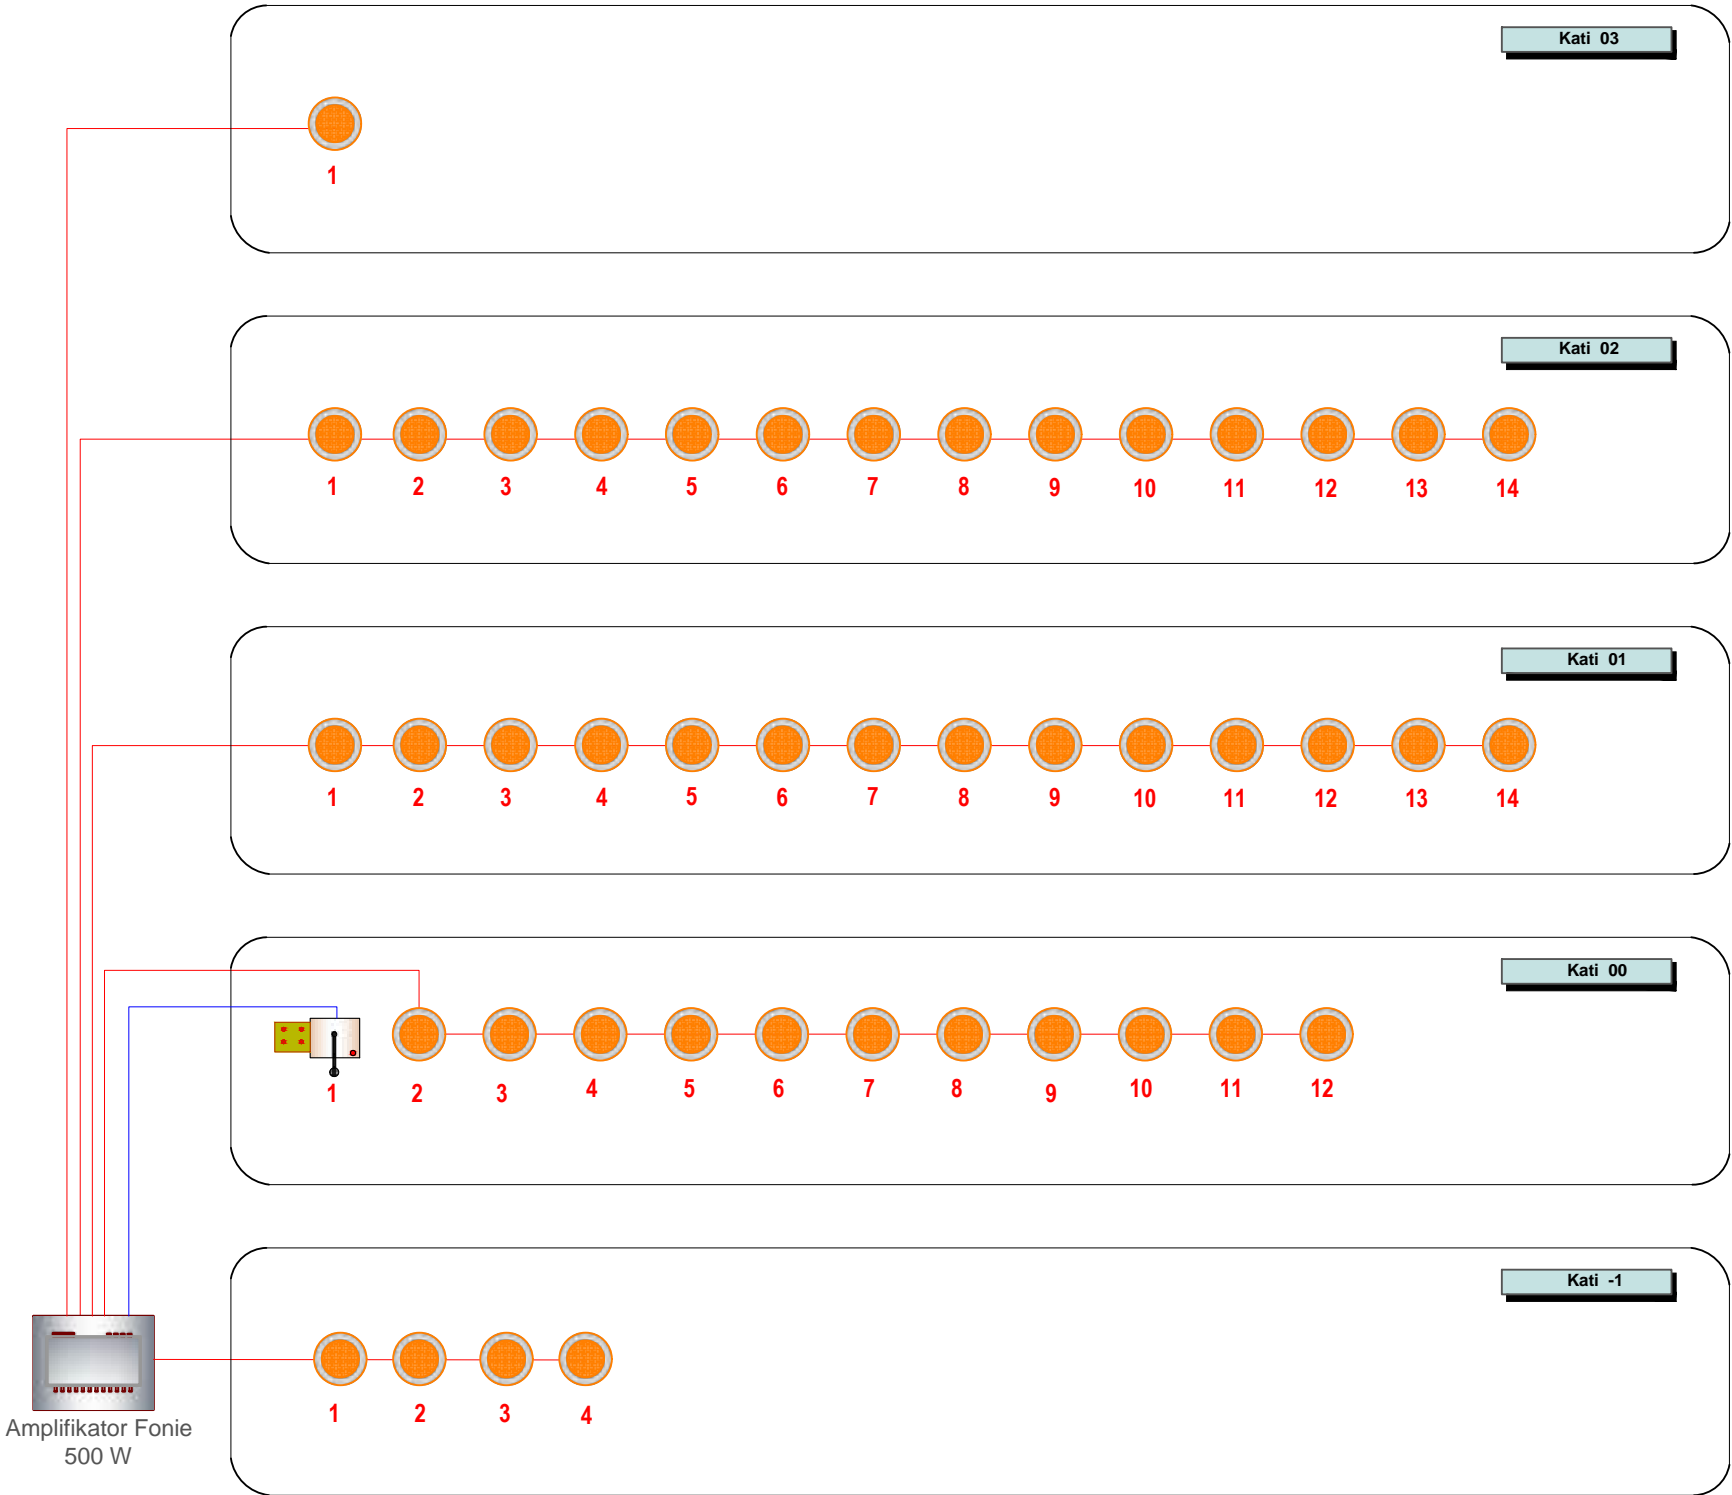 Kati 03
1
Kati 02
1 2 3 4 5 6 7 8 9 10 11 12 13 14
Kati 01
1 2 3 4 5 6 7 8 9 10 11 12 13 14
Kati 00
1 2 3 4 5 6 7 8 9 10 11 12
Kati -1
1 2 3 4
Amplifikator Fonie
500 W